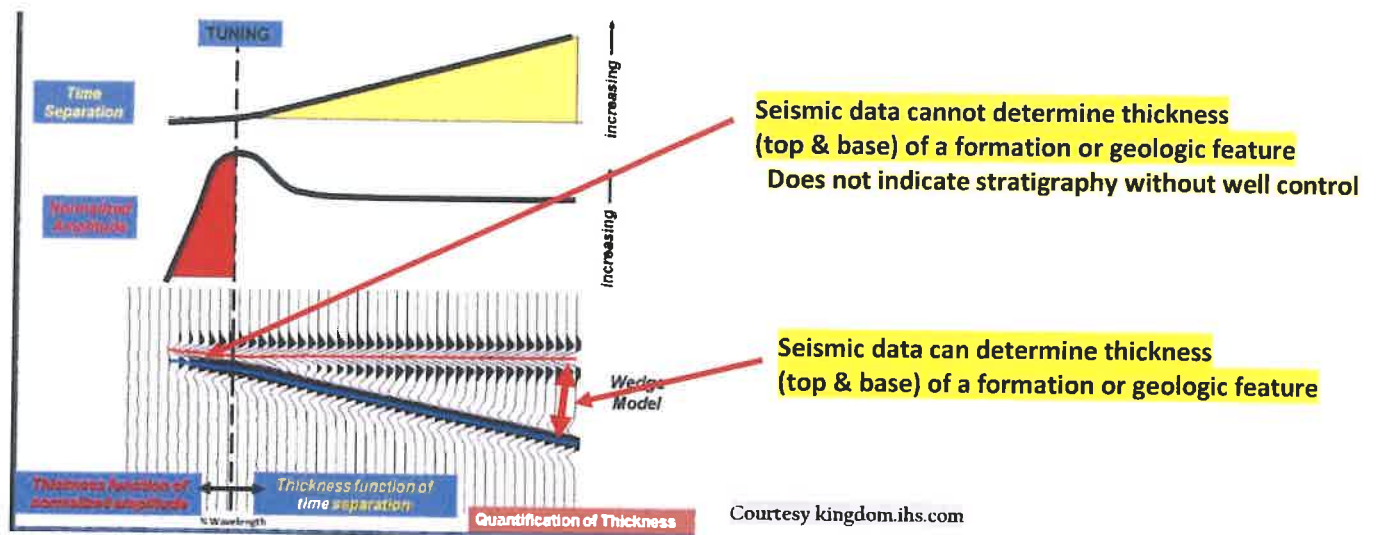 TUNING
Time
Separation
increasing
Seismic data cannot determine thickness
(top & base) of a formation or geologic feature
Does not indicate stratigraphy without well control
Normalized
Amplitude
increasing
Seismic data can determine thickness
(top & base) of a formation or geologic feature
Wedge
Model
Thickness function of
normalized amplitude
Thickness function of
time separation
Wavelength
Quantification of Thickness
Courtesy kingdom.ihs.com